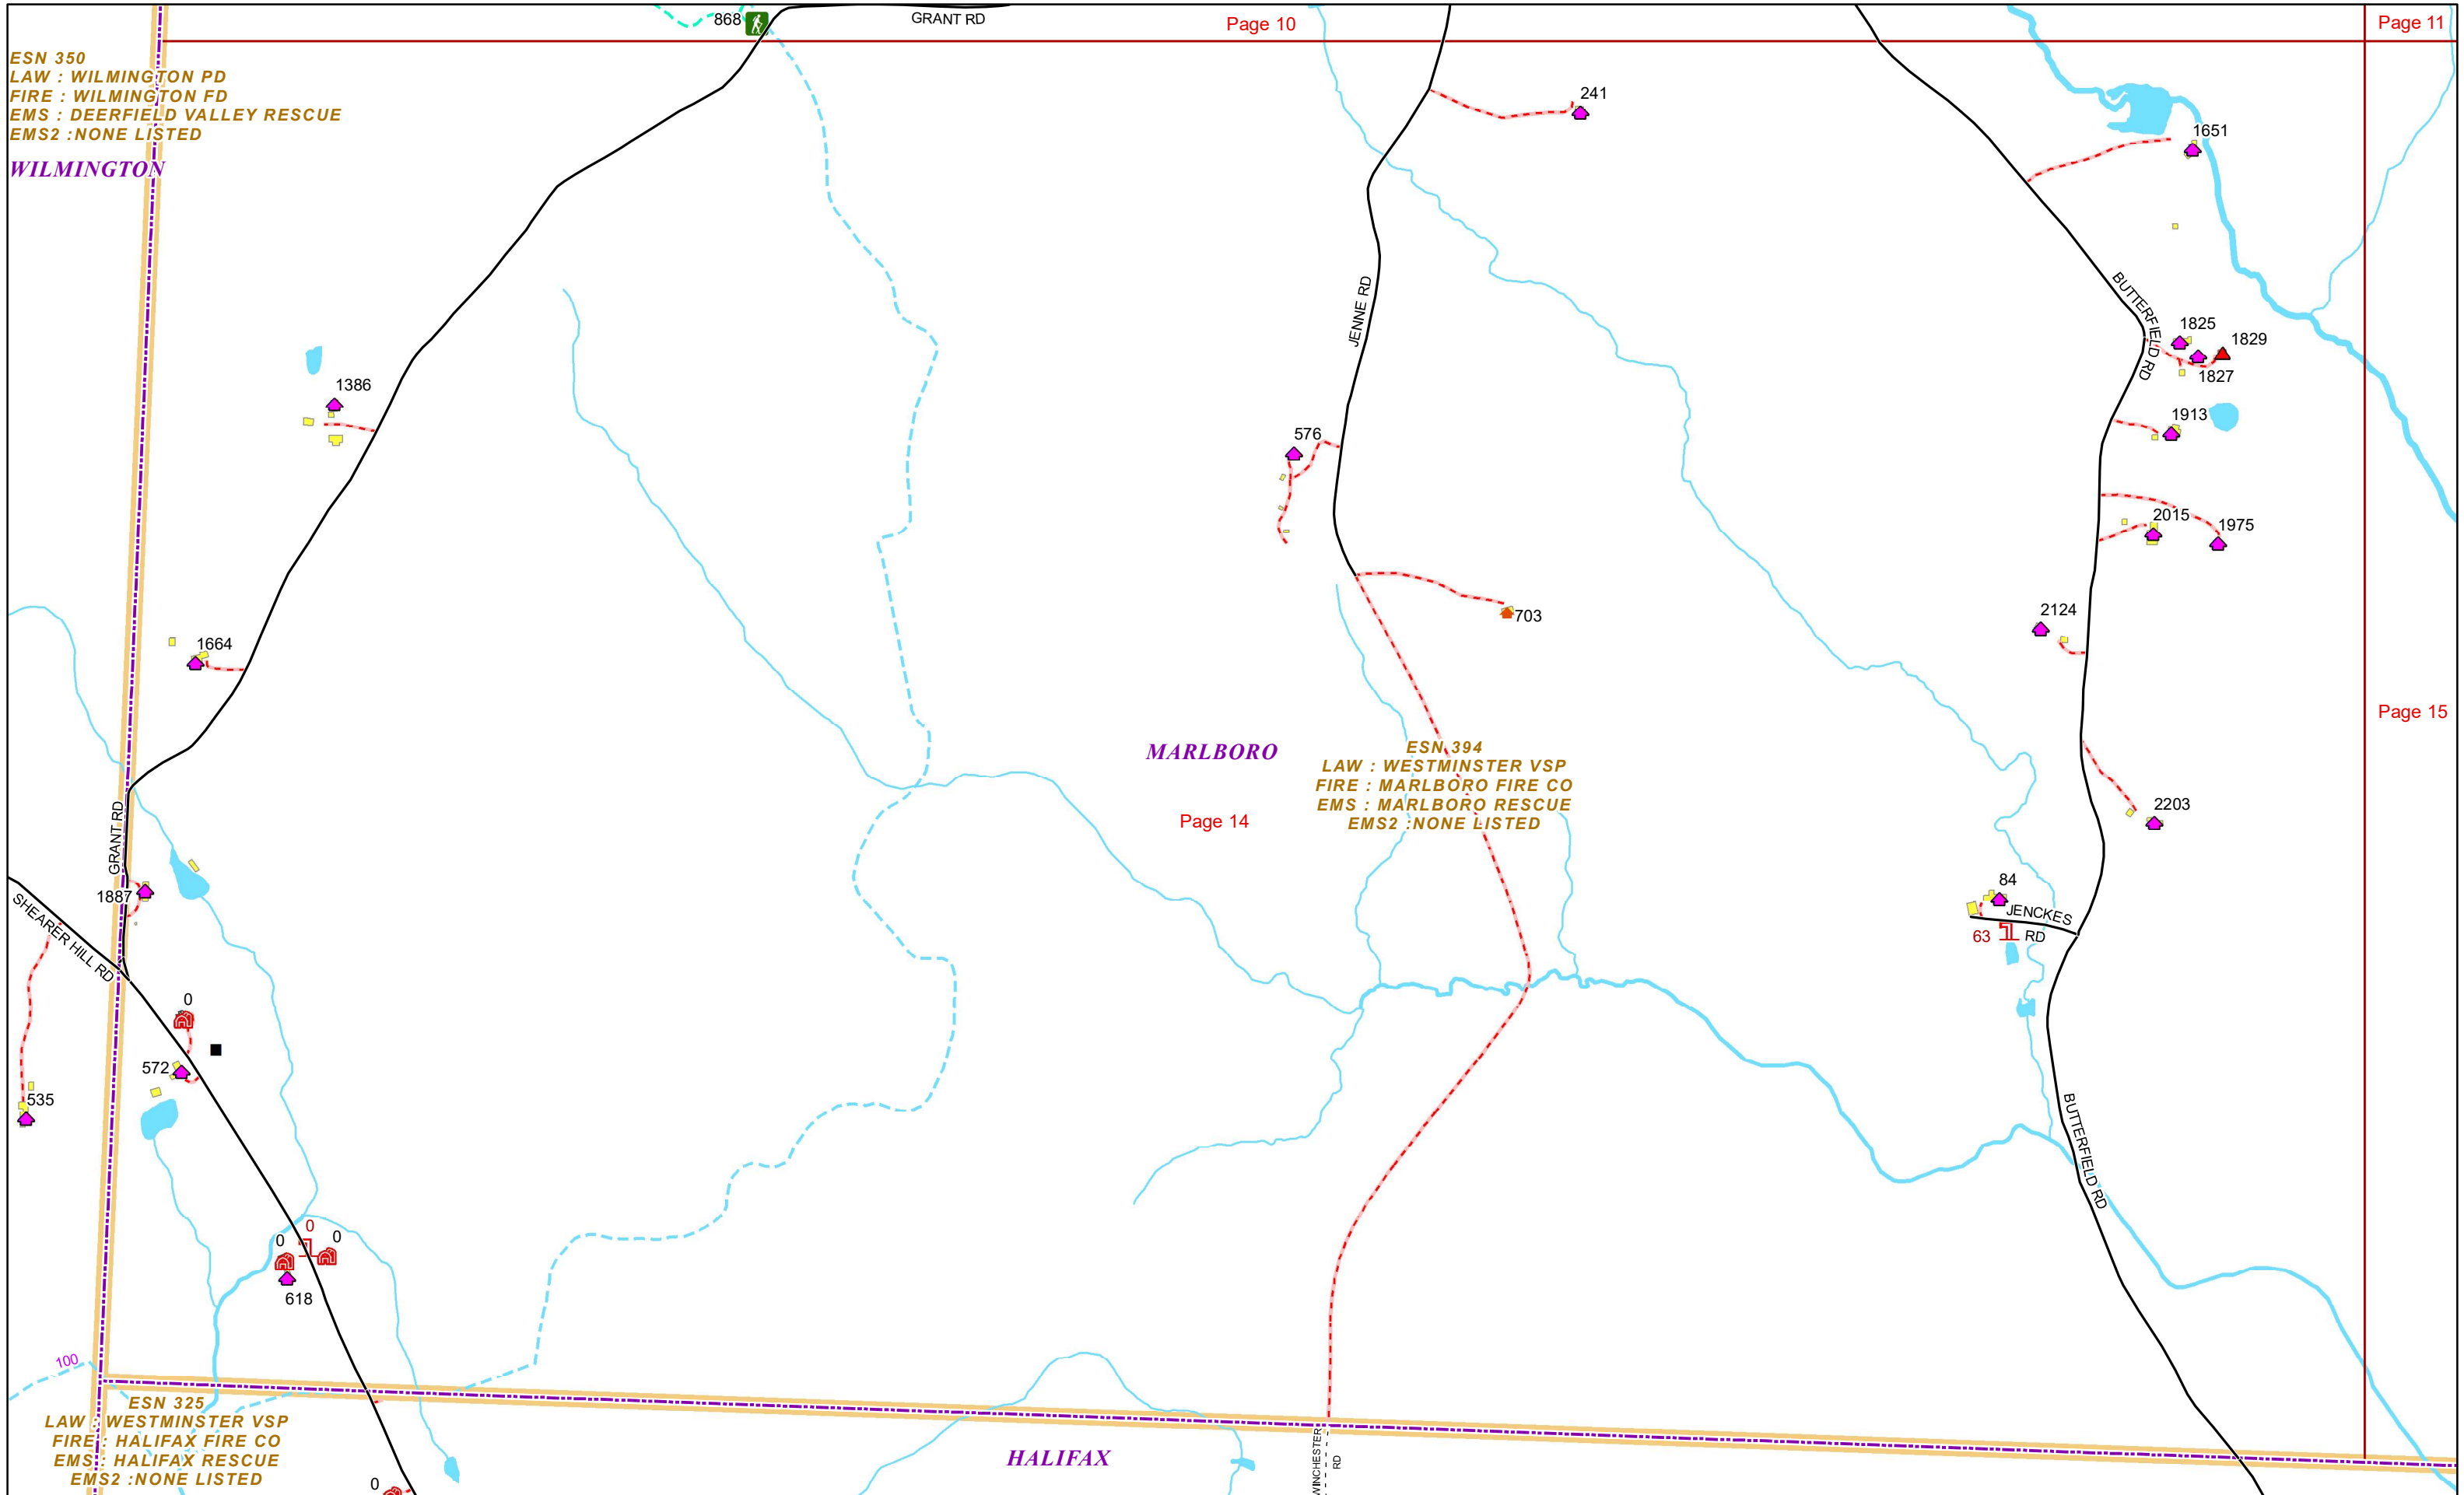 868
GRANT RD
Page 10
Page 11
ESN 350
LAW : WILMINGTON PD
FIRE : WILMINGTON FD
EMS : DEERFIELD VALLEY RESCUE
EMS2 :NONE LISTED
WILMINGTON
241
1651
JENNE RD
BUTTERFIELD RD
1825
1829
1827
1386
1913
576
2015
1975
703
2124
1664
Page 15
MARLBORO
ESN 394
LAW : WESTMINSTER VSP
FIRE : MARLBORO FIRE CO
EMS : MARLBORO RESCUE
EMS2 :NONE LISTED
Page 14
2203
GRANT RD
84
1887
JENCKES
RD
63
SHEARER HILL RD
0
572
535
BUTTERFIELD RD
0
0
0
618
100
ESN 325
LAW : WESTMINSTER VSP
FIRE : HALIFAX FIRE CO
EMS : HALIFAX RESCUE
EMS2 :NONE LISTED
HALIFAX
WINCHESTER
RD
0